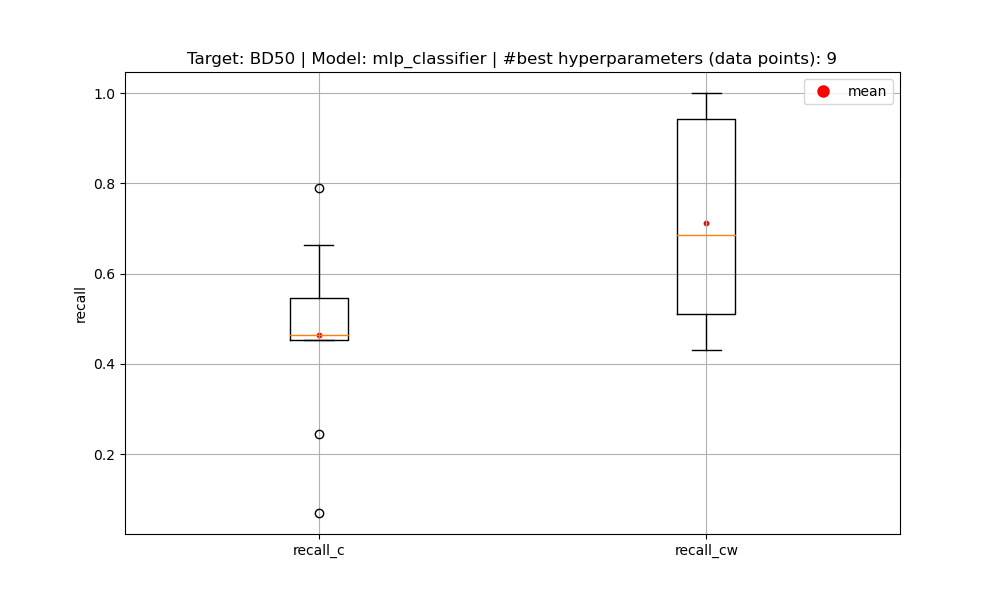 Target: BD50 | Model: mlp_classifier | #best hyperparameters (data points): 9
mean
1.0
0.8
0.6
0.4
0.2
recall
recall_c
recall_cw